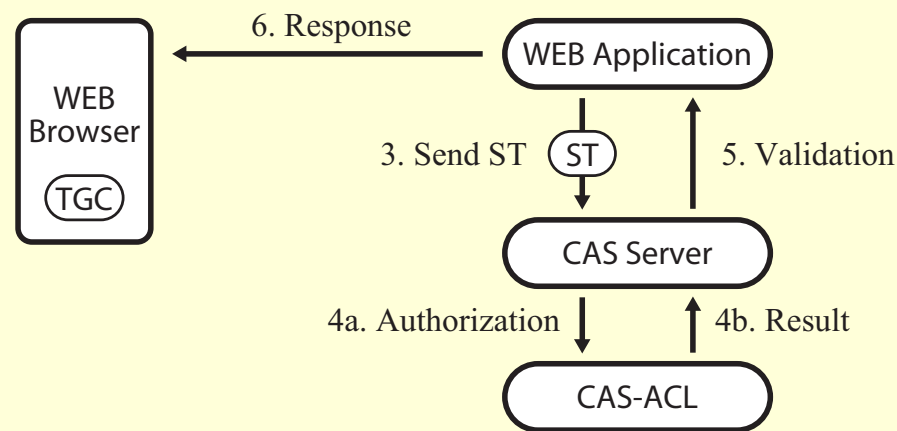 6. Response
WEB Application
WEB
Browser
TGC
3. Send ST
ST
5. Validation
CAS Server
4a. Authorization
4b. Result
CAS-ACL